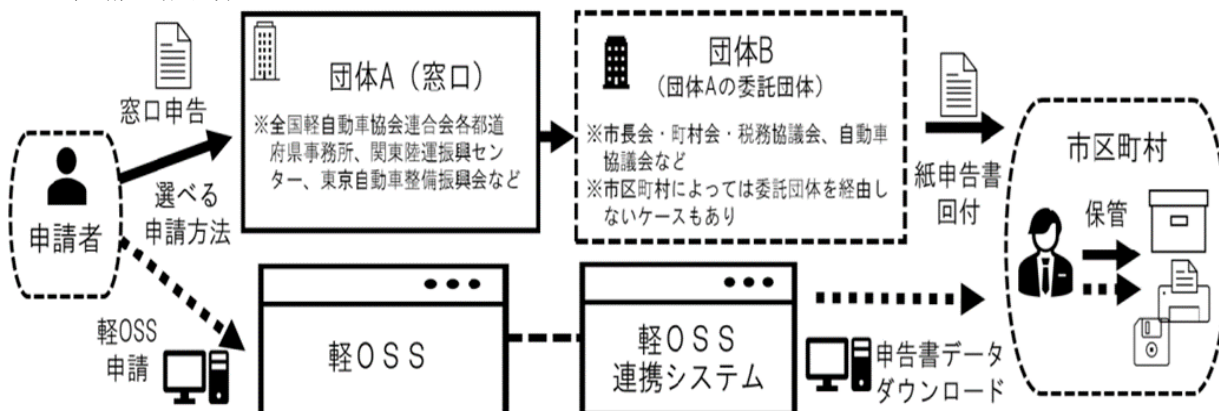 窓口申告
申請者
選べる
申請方法
団体A（窓口）
※全国軽自動車協会連合会各都道
府県事務所、関東陸運振興セン
ター、東京自動車整備振興会など
団体B
（団体Aの委託団体）
※市長会・町村会・税務協議会、自動車
協議会など
※市区町村によっては委託団体を経由し
ないケースもあり
紙申告書
回付
市区町村
保管
軽OSS
申請
軽ＯＳＳ
軽ＯＳＳ
連携システム
申告書データ
ダウンロード